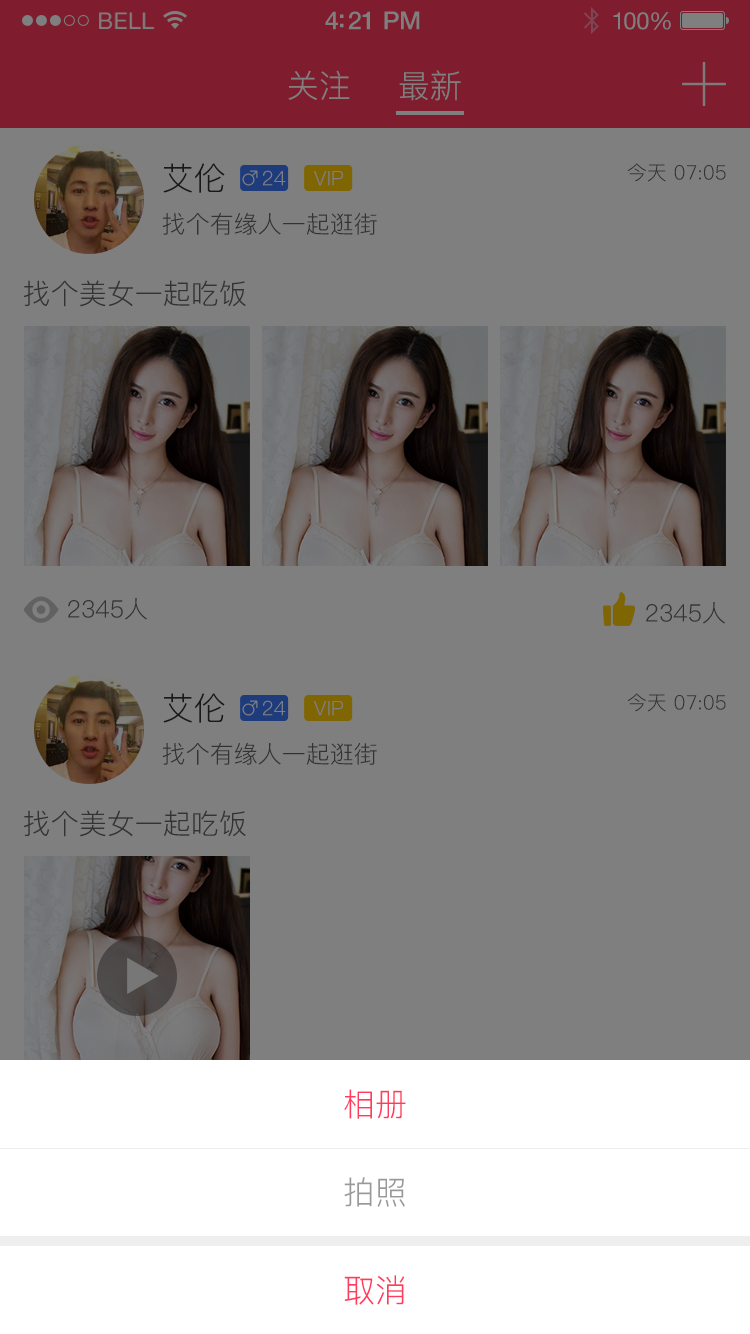 BELL 4:21 PM 100%
关注 最新
艾伦 ♂24 VIP 今天 07:05
找个有缘人一起逛街
找个美女一起吃饭
2345人 2345人
艾伦 ♂24 VIP 今天 07:05
找个有缘人一起逛街
找个美女一起吃饭
相册
拍照
取消